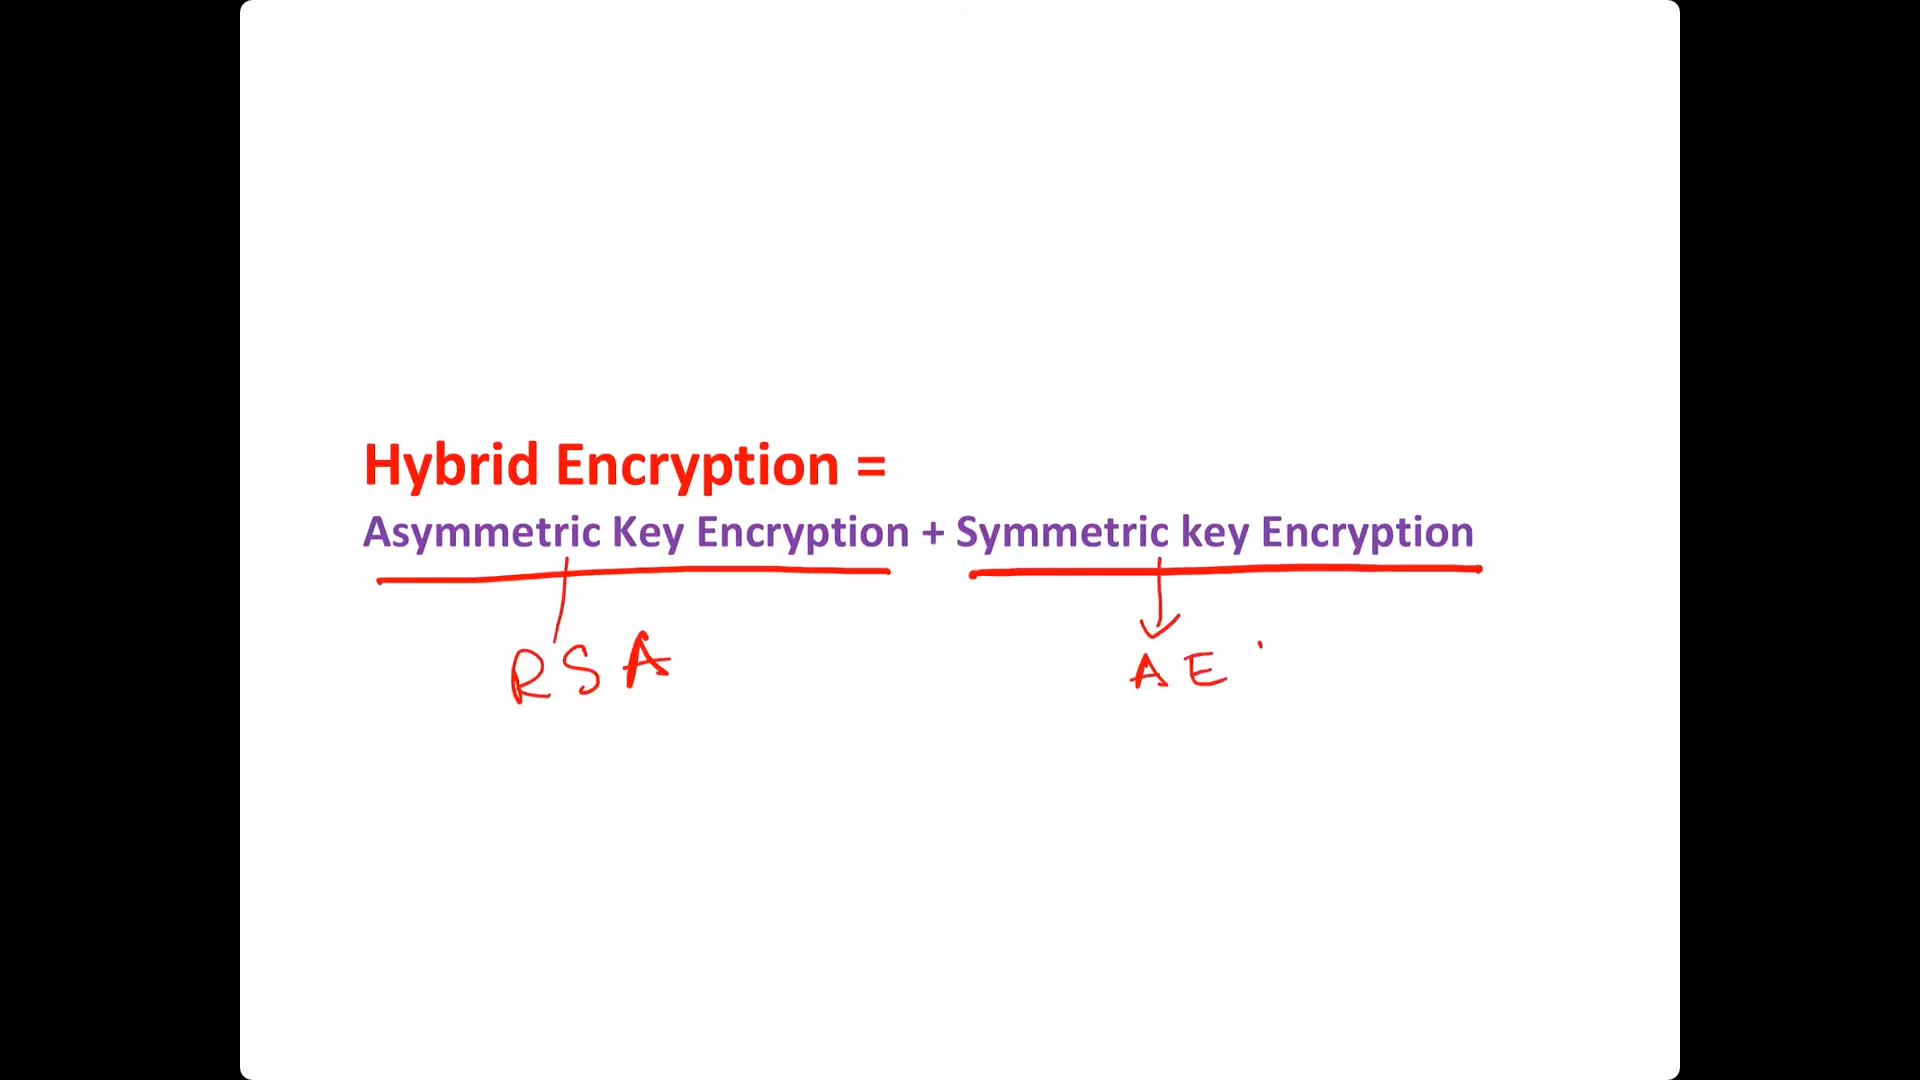 Hybrid Encryption =
Asymmetric Key Encryption + Symmetric key Encryption
RSA AE